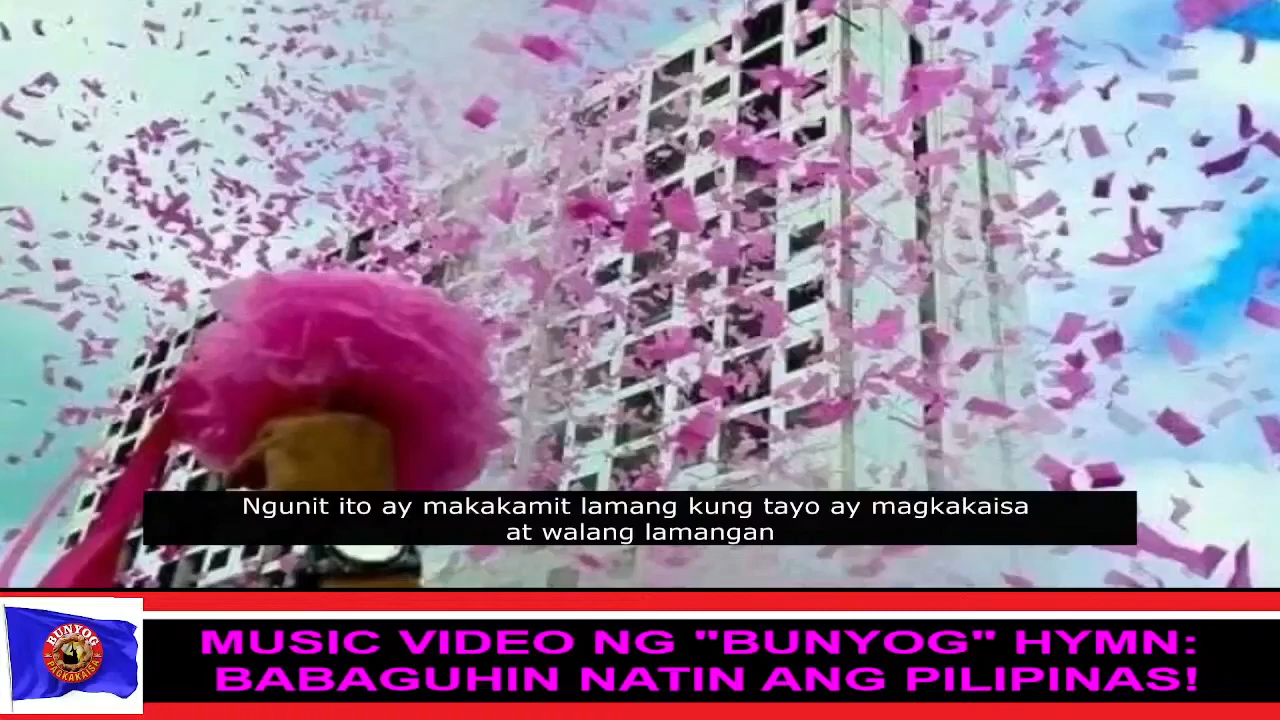 Ngunit ito ay makakamit lamang kung tayo ay magkakaisa
at walang lamangan
BUNYOG
PAGKAKAISA
MUSIC VIDEO NG "BUNYOG" HYMN:
BABAGUHIN NATIN ANG PILIPINAS!